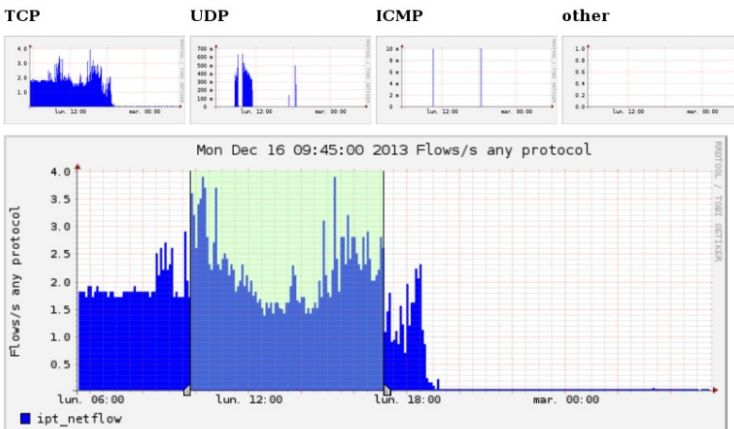 TCP UDP ICMP other
4.0
3.0
2.0
1.0
lun. 12:00 mar. 00:00
700 m
600 m
500 m
400 m
300 m
200 m
100 m
0
lun. 12:00 mar. 00:00
10 m
8 m
6 m
4 m
2 m
0
lun. 12:00 mar. 00:00
1.0
0.8
0.6
0.4
0.2
0.0
lun. 12:00 mar. 00:00
Mon Dec 16 09:45:00 2013 Flows/s any protocol
RRDTOOL / TOBI OETIKER
Flows/s any protocol
4.0
3.5
3.0
2.5
2.0
1.5
1.0
0.5
lun. 06:00 lun. 12:00 lun. 18:00 mar. 00:00
ipt_netflow